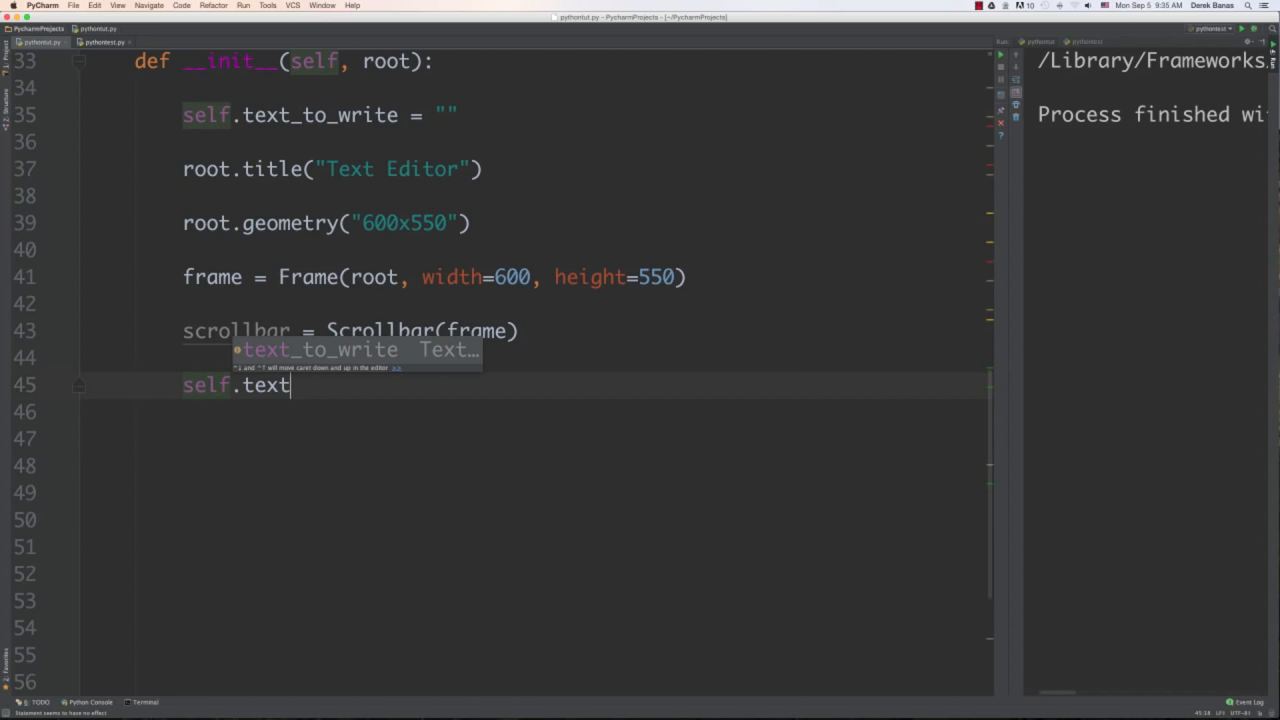 PyCharm File Edit View Navigate Code Refactor Run Tools VCS Window Help 10 Mon Sep 5 9:35 AM Derek Banas
pythontut.py - PycharmProjects - [~/PycharmProjects]
PycharmProjects pythontut.py pythontest
pythontut.py × pythontest.py × Run: pythontut pythontest
33 def __init__(self, root):
34
35 self.text_to_write = ""
36
37 root.title("Text Editor")
38
39 root.geometry("600x550")
40
41 frame = Frame(root, width=600, height=550)
42
43 scrollbar = Scrollbar(frame)
44
text_to_write Text…
^↓ and ^↑ will move caret down and up in the editor >>
45 self.text
46
47
48
49
50
51
52
53
54
55
56
/Library/Frameworks
Process finished wi
1: Project
7: Structure
2: Favorites
Run
6: TODO Python Console Terminal Event Log
Statement seems to have no effect 45:18 UTF-8